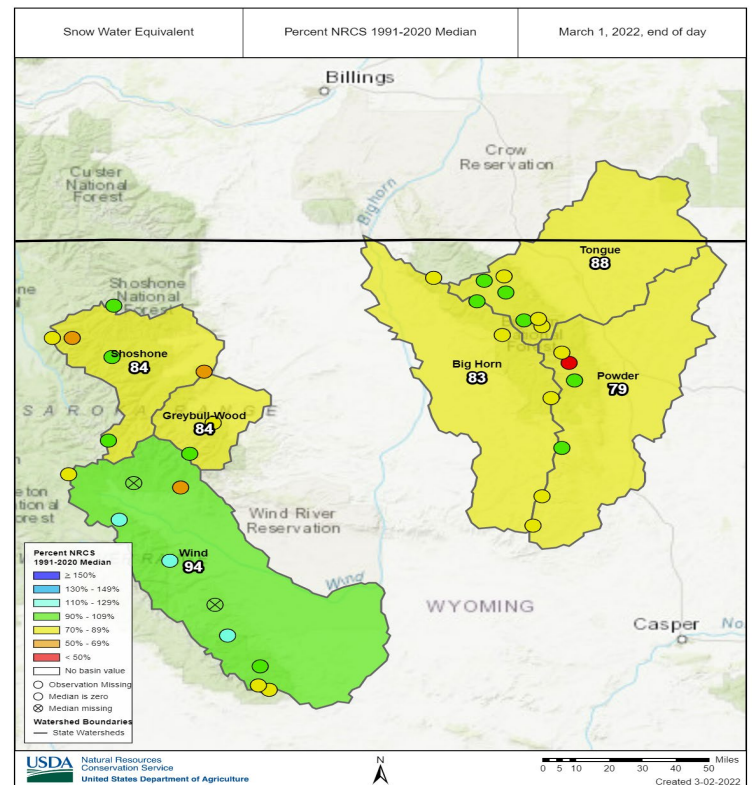 Snow Water Equivalent
Percent NRCS 1991-2020 Median
March 1, 2022, end of day
Billings
Crow
Reservation
Custer
National
Forest
Bighorn
Tongue
88
Shoshone
National
Forest
Shoshone
84
Big Horn
83
Powder
79
Greybull-Wood
84
Wind River
Reservation
Wind
94
Wind
WYOMING
Casper
No
Percent NRCS
1991-2020 Median
≥ 150%
130% - 149%
110% - 129%
90% - 109%
70% - 89%
50% - 69%
< 50%
No basin value
Observation Missing
Median is zero
Median missing
Watershed Boundaries
State Watersheds
USDA
Natural Resources
Conservation Service
United States Department of Agriculture
N
Miles
0 5 10 20 30 40 50
Created 3-02-2022